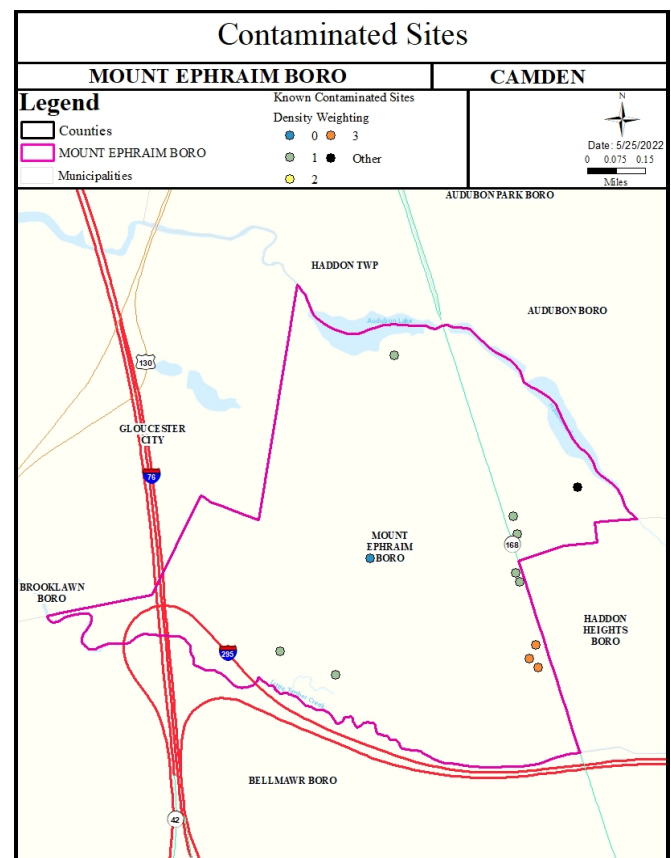 Contaminated Sites
MOUNT EPHRAIM BORO
CAMDEN
Legend
Counties
MOUNT EPHRAIM BORO
Municipalities
Known Contaminated Sites
Density Weighting
0
3
1
Other
2
N
Date: 5/25/2022
0 0.075 0.15
Miles
AUDUBON PARK BORO
HADDON TWP
AUDUBON BORO
Audubon Lake
130
GLOUCESTER
CITY
76
MOUNT
EPHRAIM
BORO
168
BROOKLAWN
BORO
HADDON
HEIGHTS
BORO
295
Little Timber Creek
BELLMAWR BORO
42